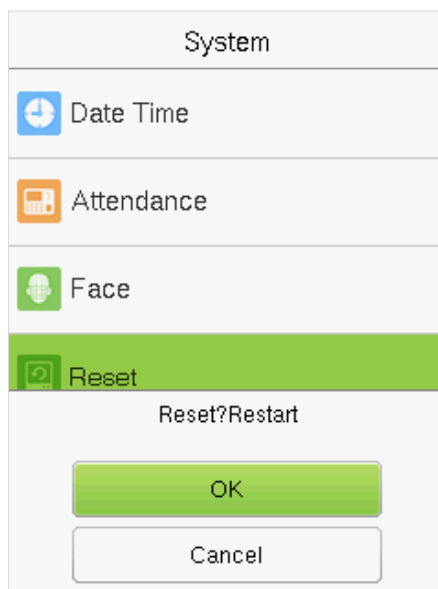 System
Date Time
Attendance
Face
Reset
Reset?Restart
OK
Cancel